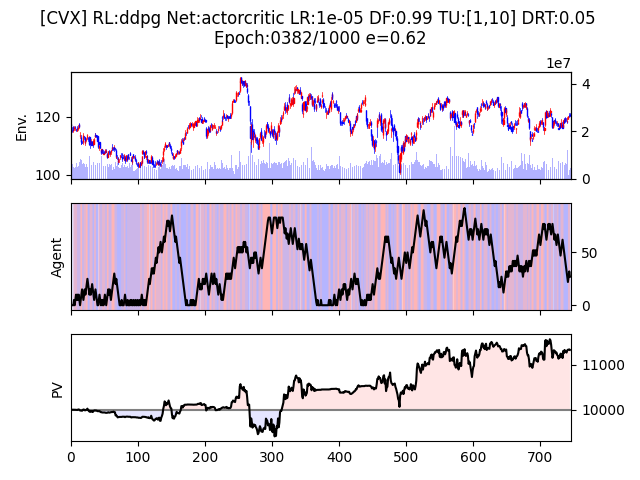 [CVX] RL:ddpg Net:actorcritic LR:1e-05 DF:0.99 TU:[1,10] DRT:0.05
Epoch:0382/1000 e=0.62
1e7
Env.
120
100
4
2
0
Agent
50
0
PV
11000
10000
0 100 200 300 400 500 600 700